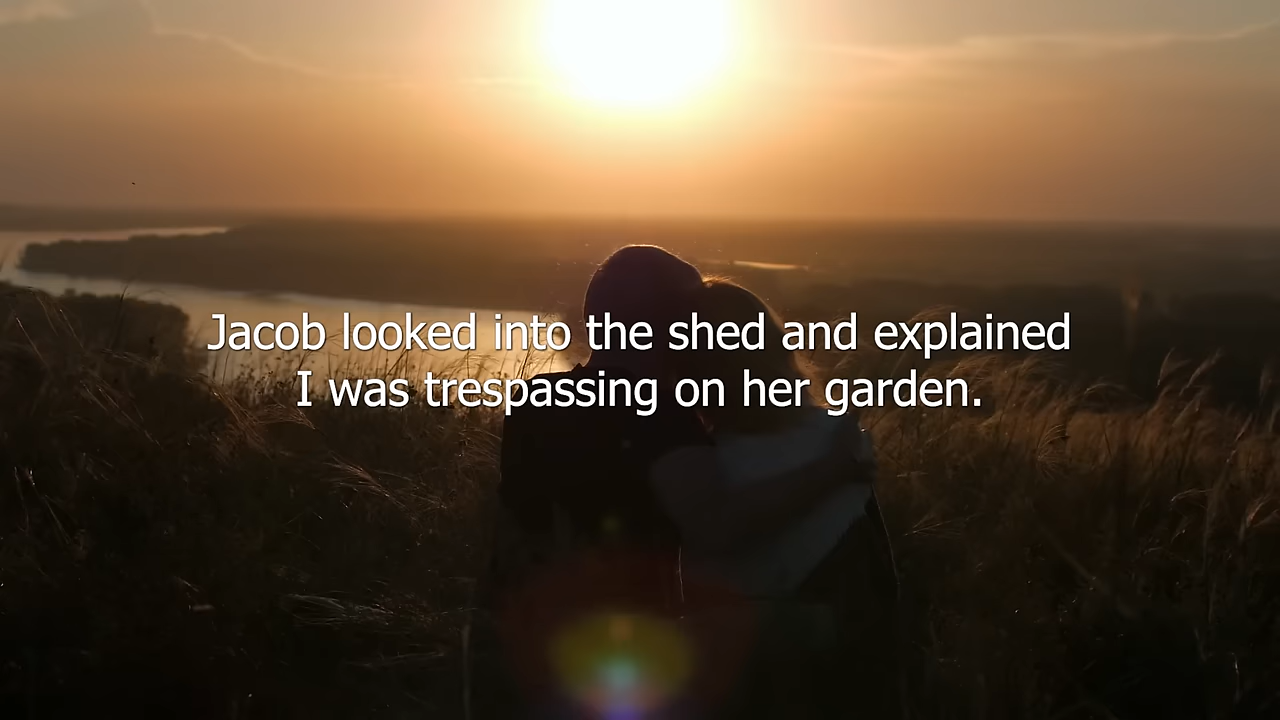 Jacob looked into the shed and explained
I was trespassing on her garden.